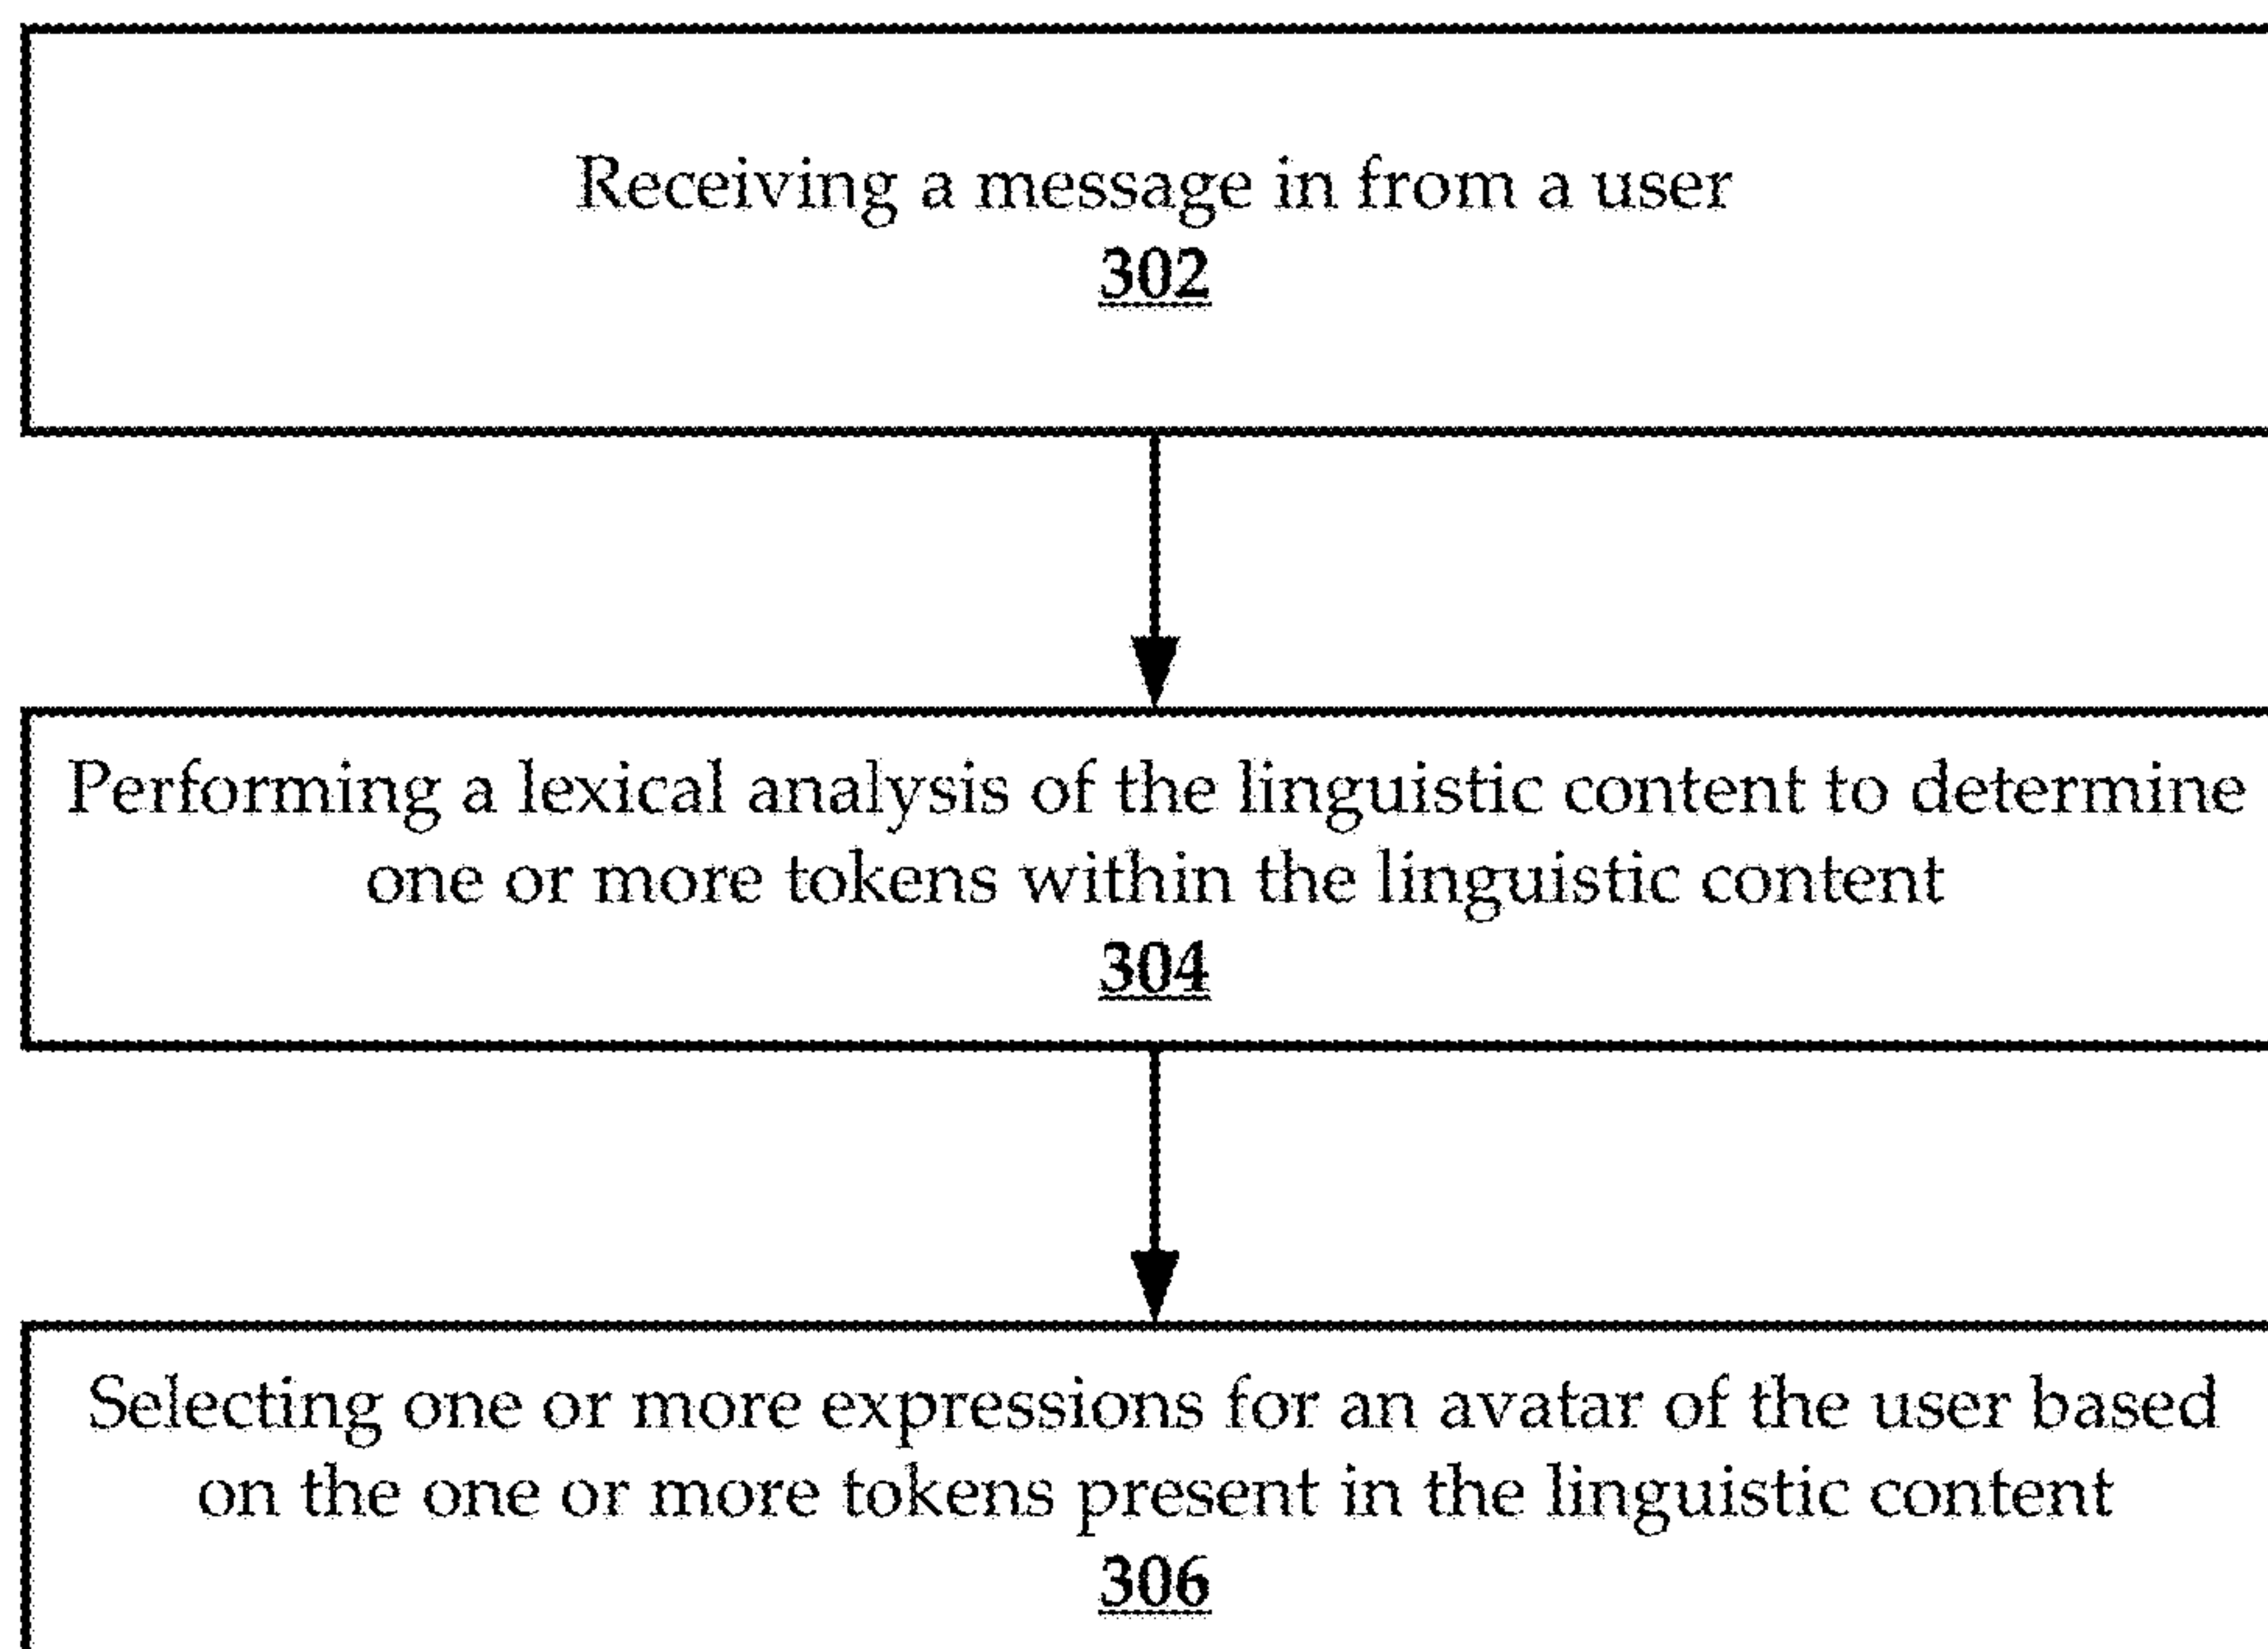 Receiving a message in from a user
302
Performing a lexical analysis of the linguistic content to determine
one or more tokens within the linguistic content
304
Selecting one or more expressions for an avatar of the user based
on the one or more tokens present in the linguistic content
306